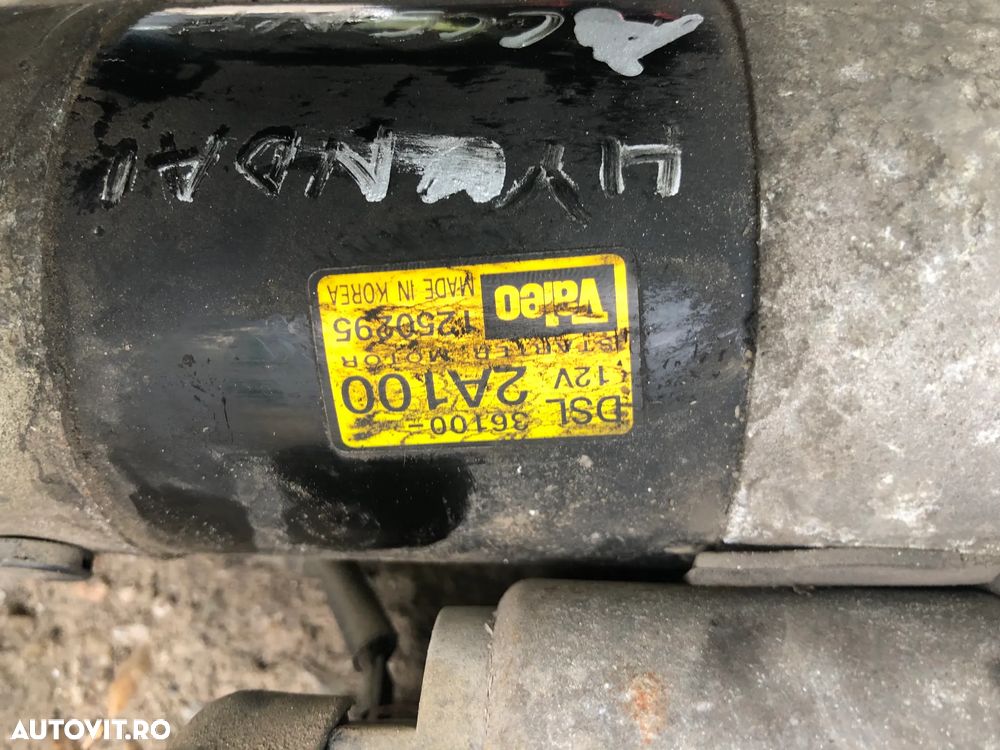 DSL 36100-
12V 2A100
STARTER MOTOR
Valeo 1250295
MADE IN KOREA
HYUNDAI
AUTOVIT.RO